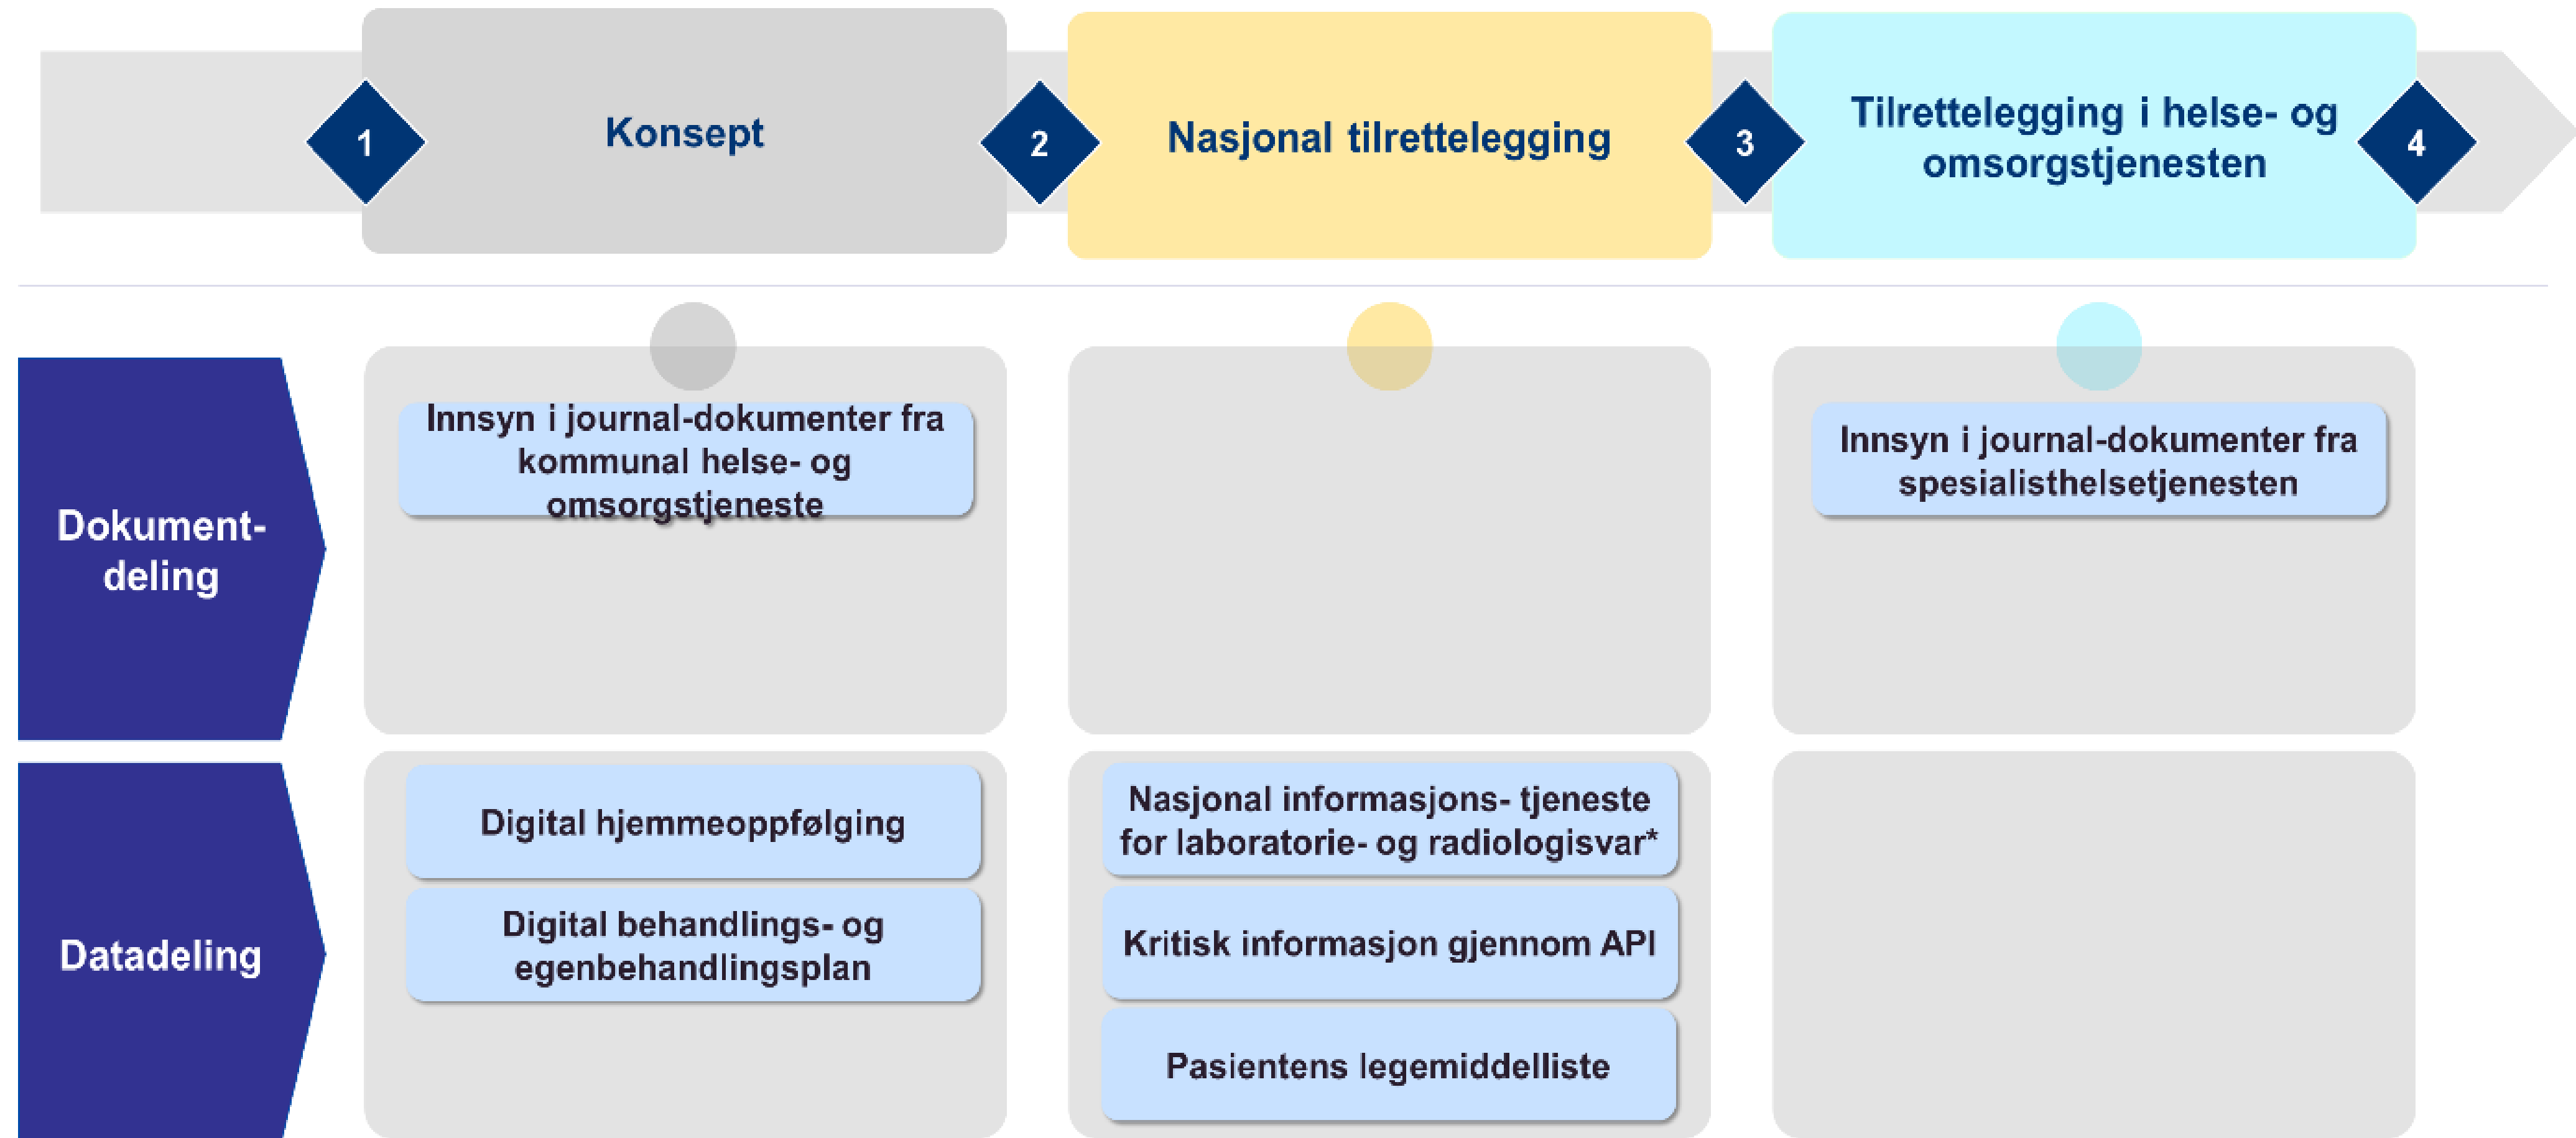 1
Konsept
2
Nasjonal tilrettelegging
3
Tilrettelegging i helse- og
omsorgstjenesten
4
Dokument-
deling
Innsyn i journal-dokumenter fra
kommunal helse- og
omsorgstjeneste
Innsyn i journal-dokumenter fra
spesialisthelsetjenesten
Datadeling
Digital hjemmeoppfølging
Digital behandlings- og
egenbehandlingsplan
Nasjonal informasjons- tjeneste
for laboratorie- og radiologisvar*
Kritisk informasjon gjennom API
Pasientens legemiddelliste